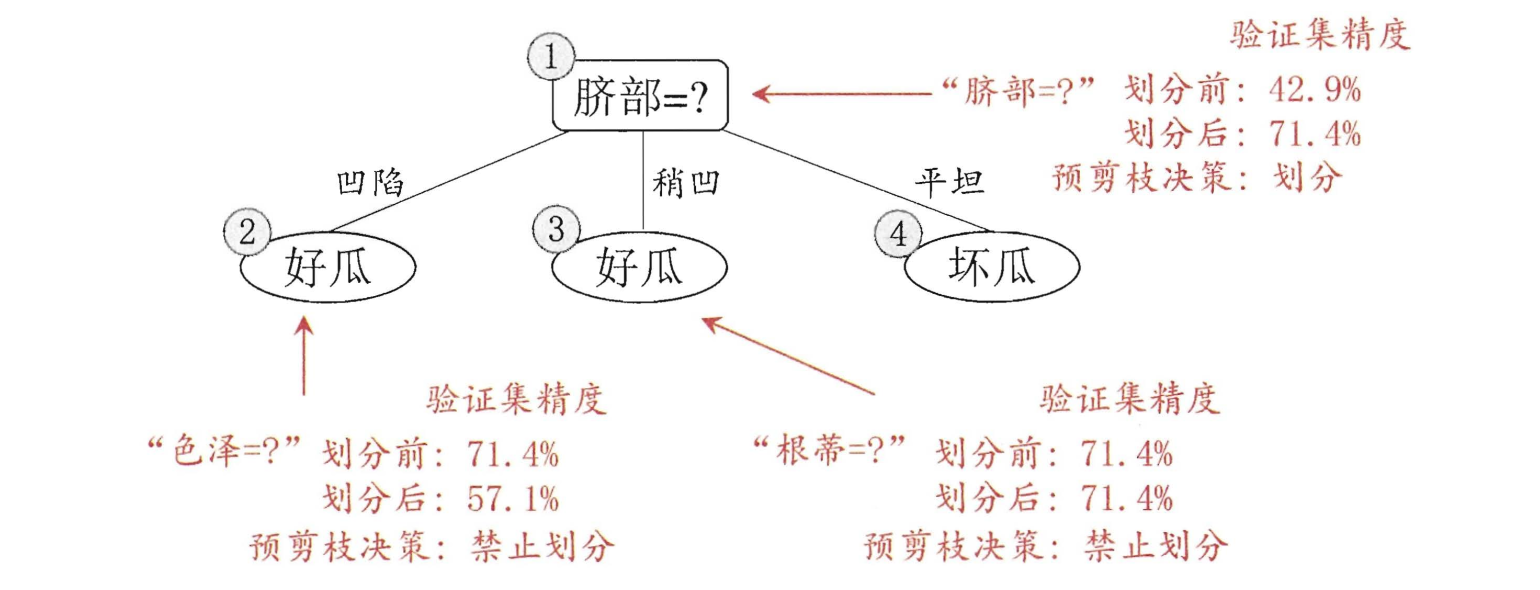 验证集精度
①
脐部=?
“脐部=?” 划分前: 42.9%
划分后: 71.4%
预剪枝决策: 划分
凹陷
稍凹
平坦
②
好瓜
③
好瓜
④
坏瓜
验证集精度
“色泽=?” 划分前: 71.4%
划分后: 57.1%
预剪枝决策: 禁止划分
验证集精度
“根蒂=?” 划分前: 71.4%
划分后: 71.4%
预剪枝决策: 禁止划分